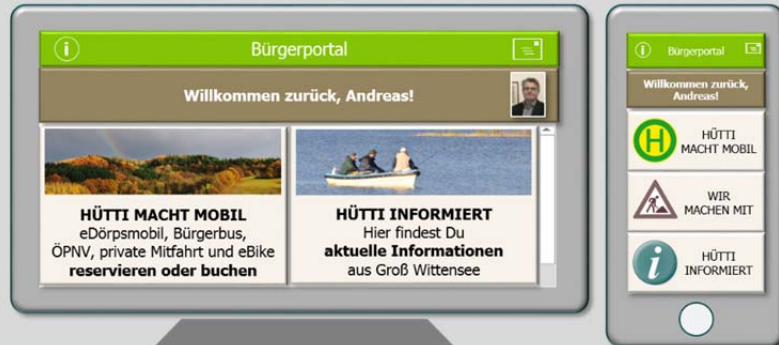 Bürgerportal
Willkommen zurück, Andreas!
HÜTTI MACHT MOBIL
eDörpsmobil, Bürgerbus,
ÖPNV, private Mitfahrt und eBike
reservieren oder buchen
HÜTTI INFORMIERT
Hier findest Du
aktuelle Informationen
aus Groß Wittensee
Bürgerportal
Willkommen zurück,
Andreas!
H
HÜTTI
MACHT MOBIL
WIR
MACHEN MIT
i
HÜTTI
INFORMIERT